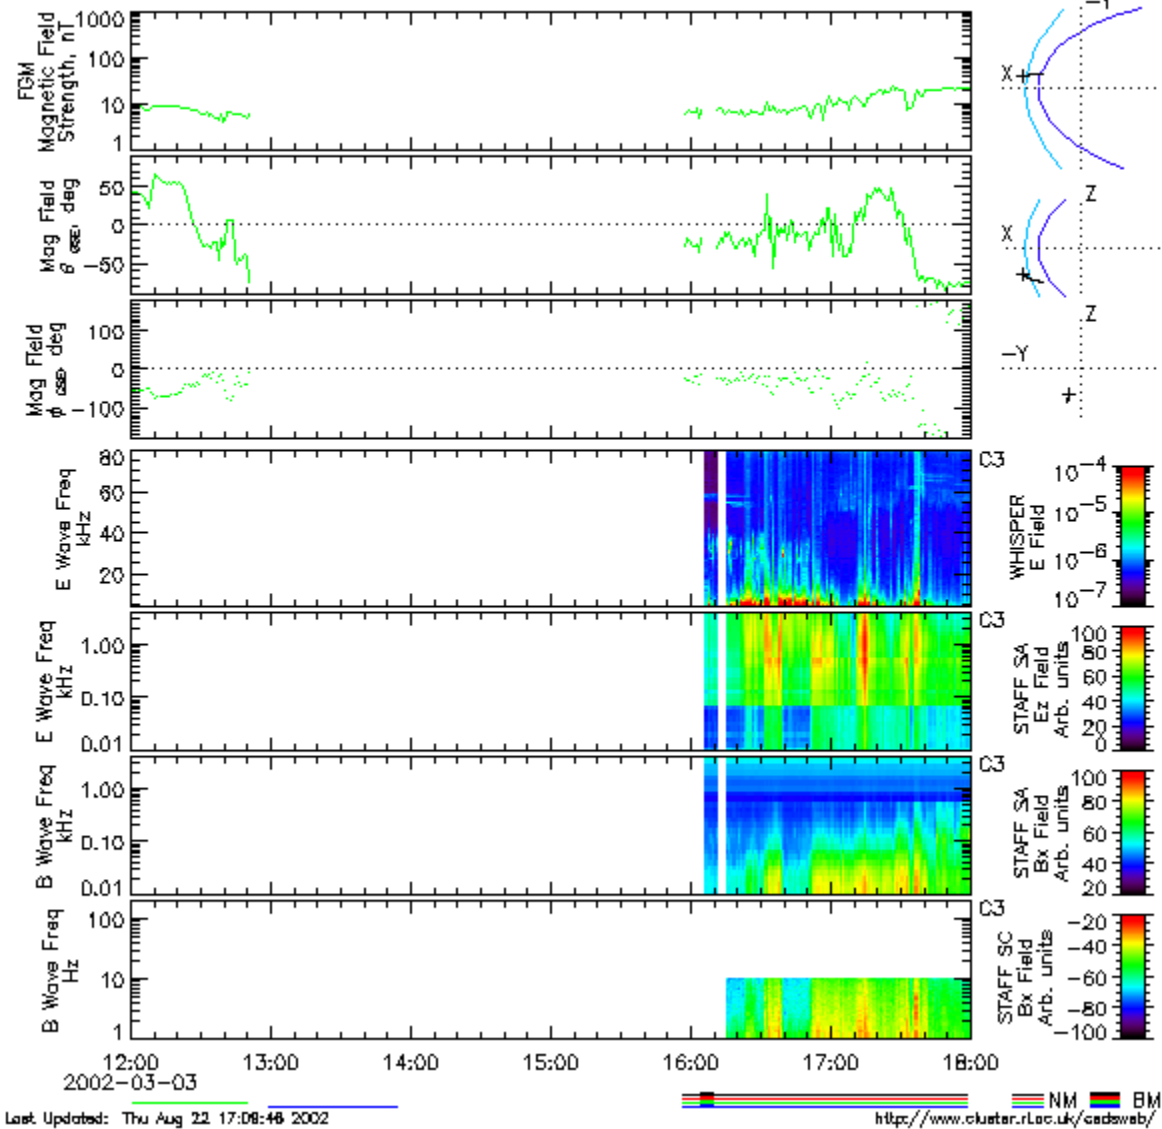 FGM
Magnetic Field
Strength, nT
1000
100
10
1
Mag Field
θ GSE, deg
50
0
−50
Mag Field
φ GSE, deg
100
0
−100
−Y
X
Z
X
Z
−Y
E Wave Freq
kHz
80
60
40
20
C3
WHISPER
E Field
10−4
10−5
10−6
10−7
E Wave Freq
kHz
1.00
0.10
0.01
C3
STAFF SA
Ez Field
Arb. units
100
80
60
40
20
0
B Wave Freq
kHz
1.00
0.10
0.01
C3
STAFF SA
Bx Field
Arb. units
100
80
60
40
20
B Wave Freq
Hz
100
10
1
C3
STAFF SC
Bx Field
Arb. units
−20
−40
−60
−80
−100
12:00 13:00 14:00 15:00 16:00 17:00 18:00
2002−03−03
NM BM
Last Updated: Thu Aug 22 17:08:46 2002 http://www.cluster.rl.ac.uk/csdsweb/